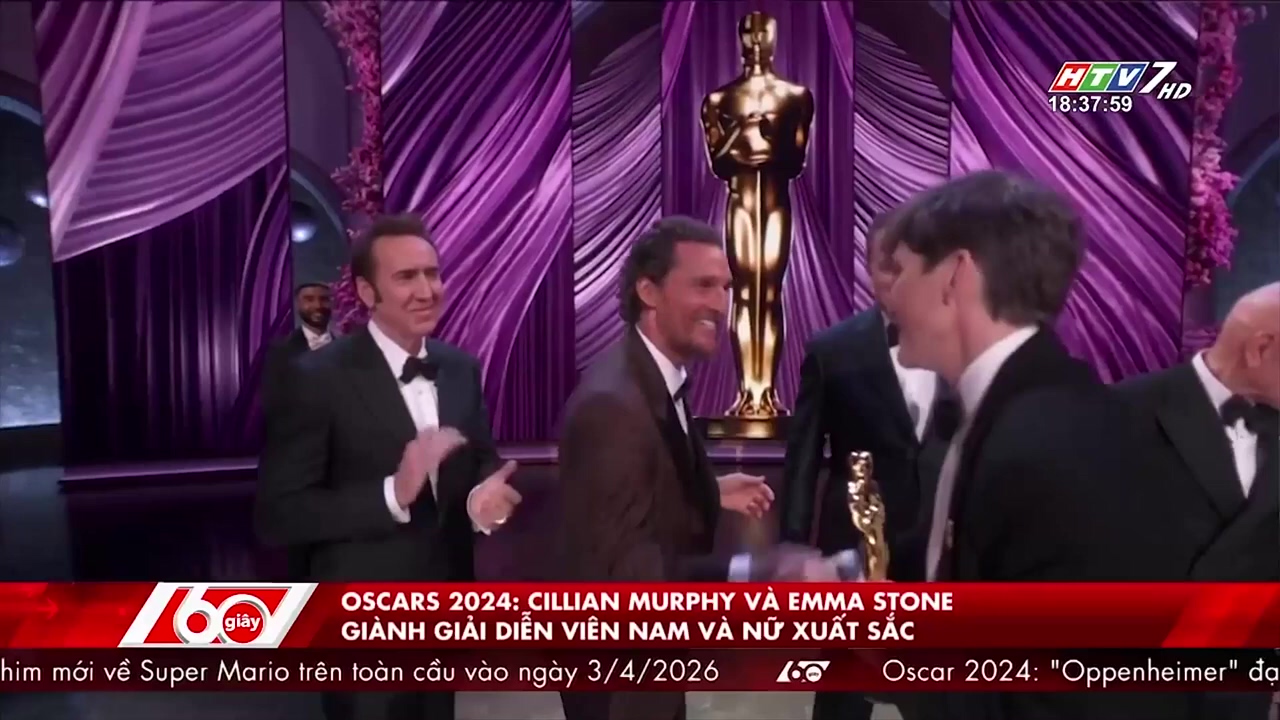 HTV7 HD
18:37:59
60 giây
OSCARS 2024: CILLIAN MURPHY VÀ EMMA STONE
GIÀNH GIẢI DIỄN VIÊN NAM VÀ NỮ XUẤT SẮC
him mới về Super Mario trên toàn cầu vào ngày 3/4/2026 60 giây Oscar 2024: "Oppenheimer" đạ